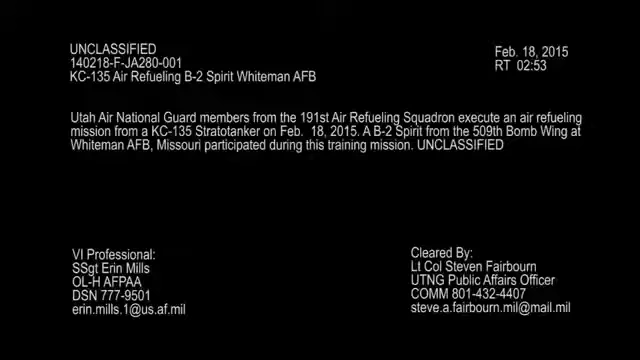 UNCLASSIFIED
140218-F-JA280-001
KC-135 Air Refueling B-2 Spirit Whiteman AFB
Feb. 18, 2015
RT 02:53
Utah Air National Guard members from the 191st Air Refueling Squadron execute an air refueling
mission from a KC-135 Stratotanker on Feb. 18, 2015. A B-2 Spirit from the 509th Bomb Wing at
Whiteman AFB, Missouri participated during this training mission. UNCLASSIFIED
VI Professional:
SSgt Erin Mills
OL-H AFPAA
DSN 777-9501
erin.mills.1@us.af.mil
Cleared By:
Lt Col Steven Fairbourn
UTNG Public Affairs Officer
COMM 801-432-4407
steve.a.fairbourn.mil@mail.mil